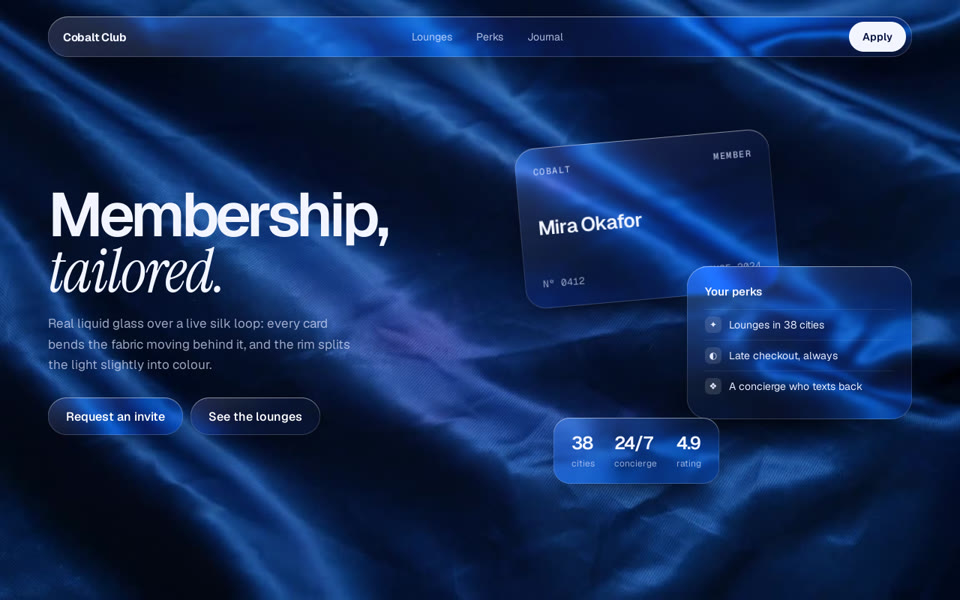 Cobalt Club
Lounges Perks Journal
Apply
Membership,
tailored.
Real liquid glass over a live silk loop: every card
bends the fabric moving behind it, and the rim splits
the light slightly into colour.
Request an invite
See the lounges
COBALT MEMBER
Mira Okafor
N° 0412
2024
Your perks
Lounges in 38 cities
Late checkout, always
A concierge who texts back
38 24/7 4.9
cities concierge rating